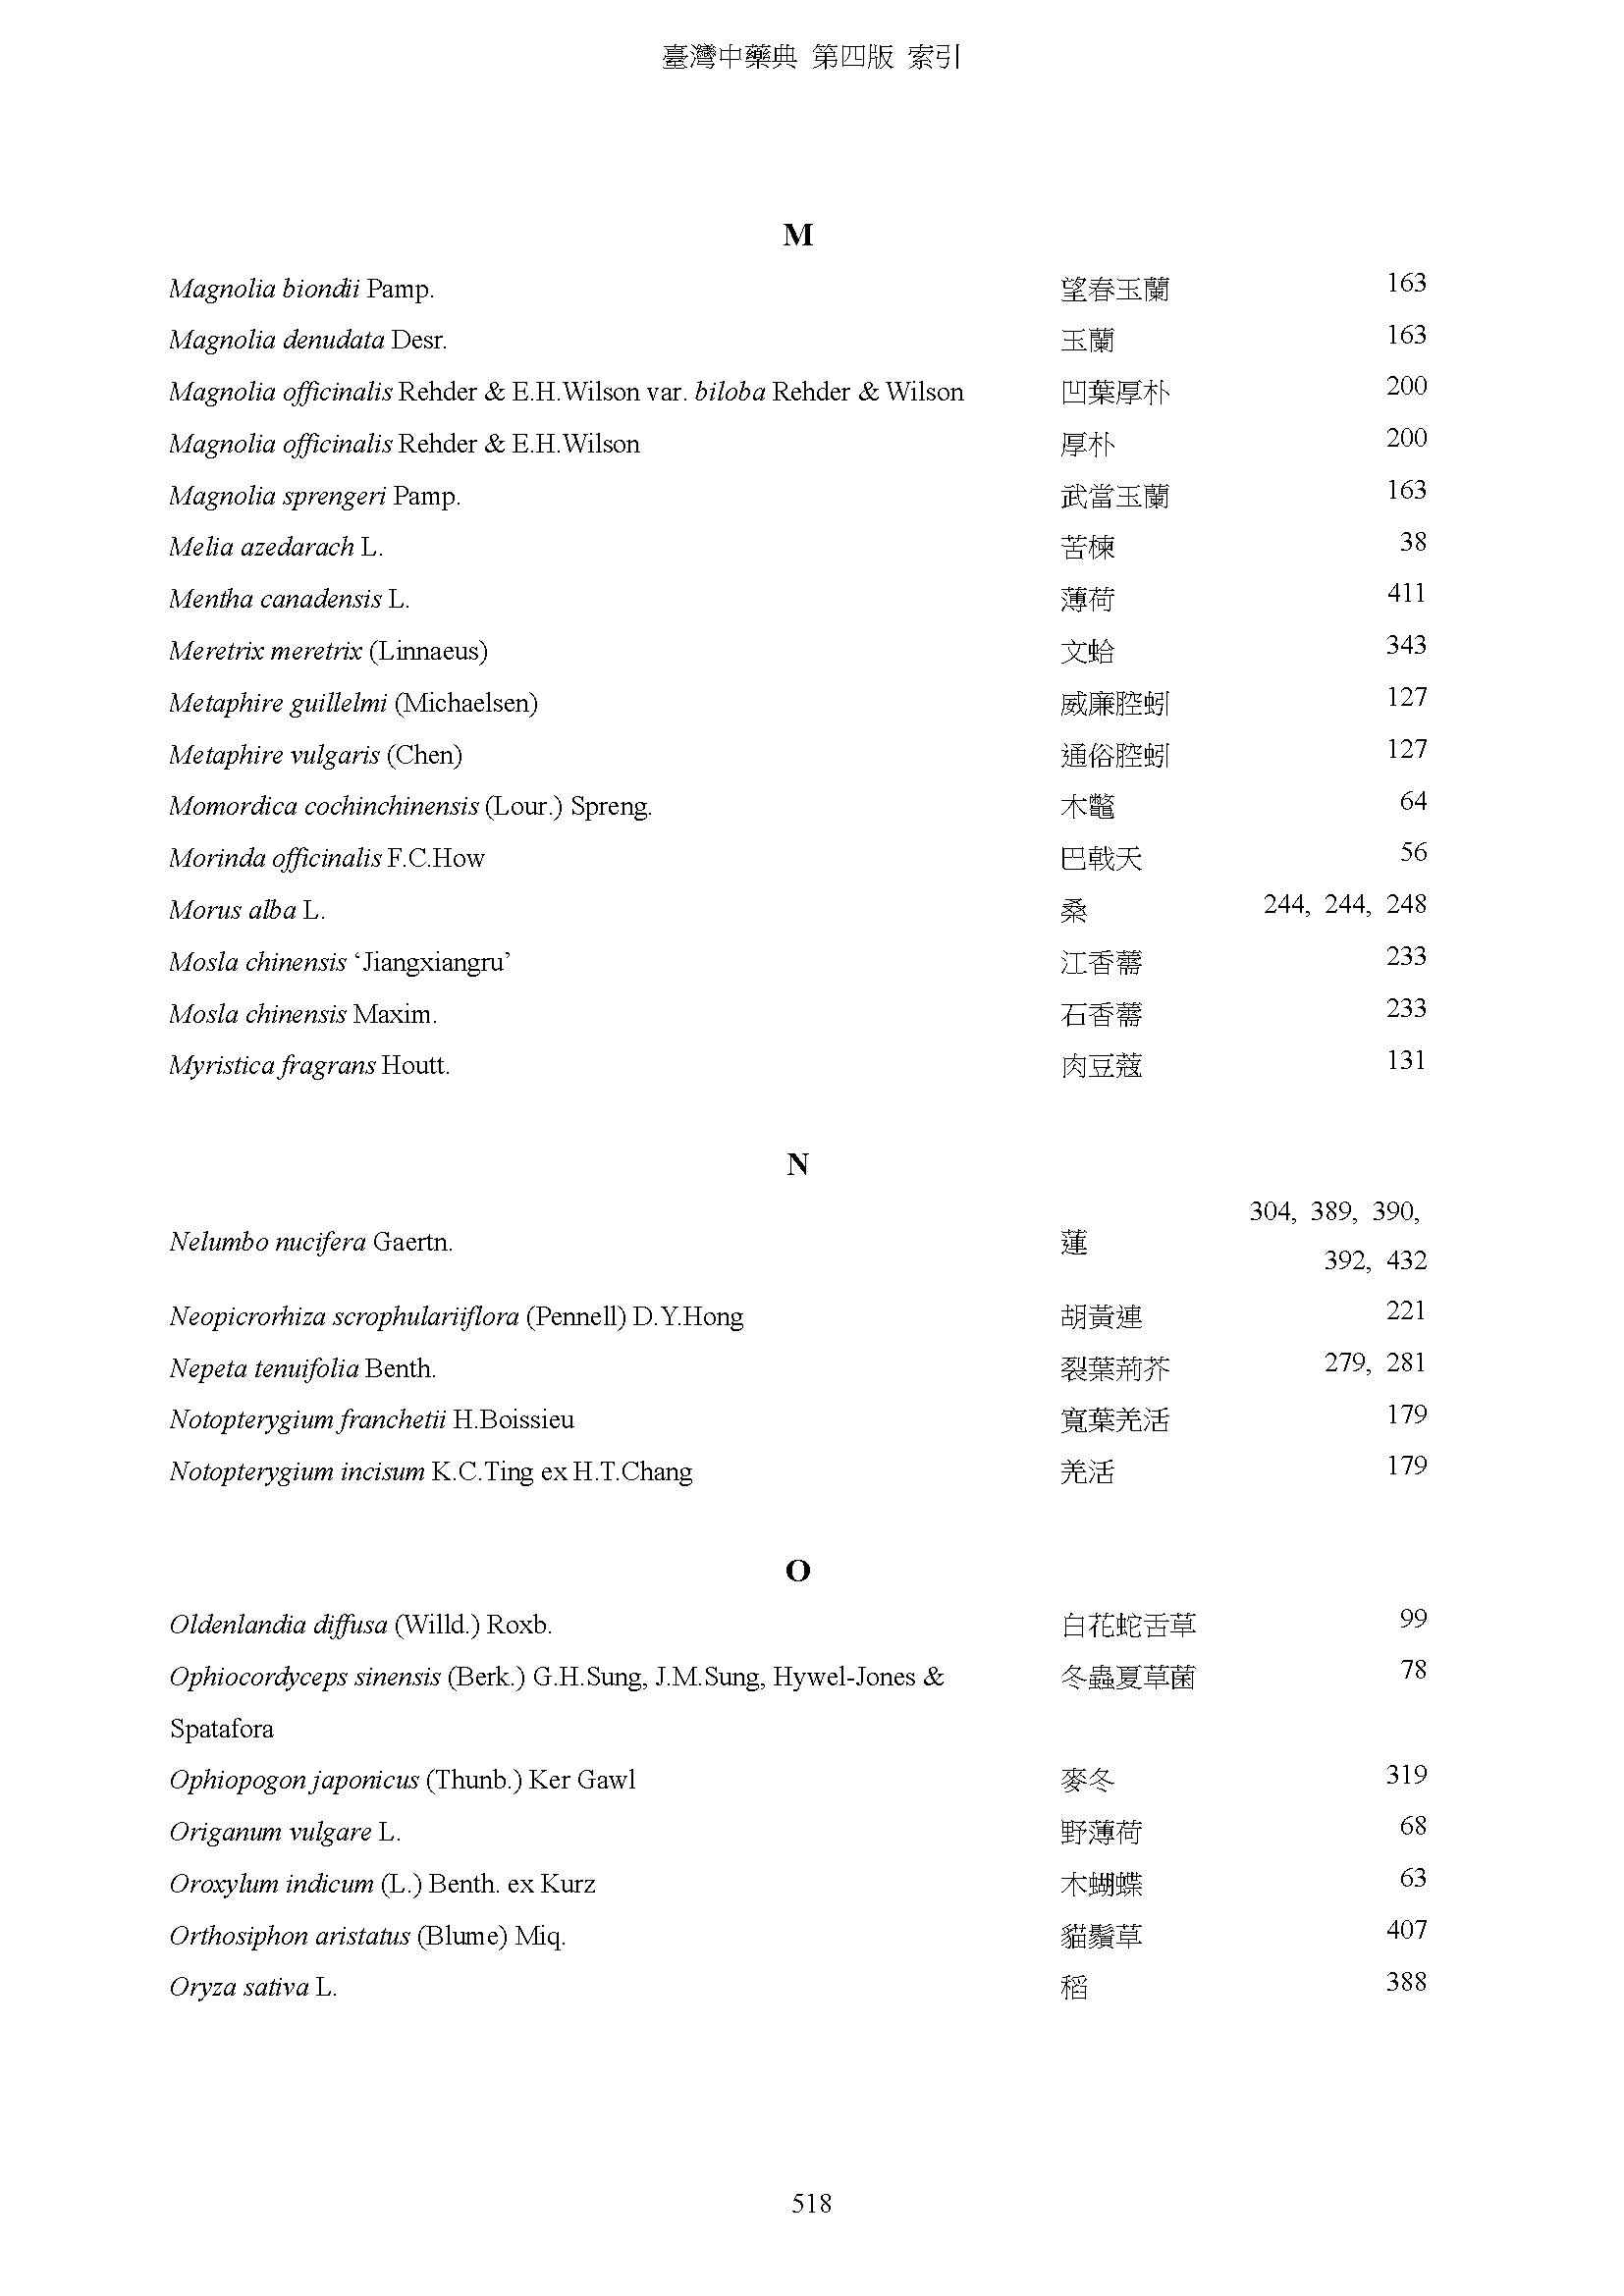 臺灣中藥典 第四版 索引
M
Magnolia biondii Pamp. 望春玉蘭 163
Magnolia denudata Desr. 玉蘭 163
Magnolia officinalis Rehder & E.H.Wilson var. biloba Rehder & Wilson 凹葉厚朴 200
Magnolia officinalis Rehder & E.H.Wilson 厚朴 200
Magnolia sprengeri Pamp. 武當玉蘭 163
Melia azedarach L. 苦楝 38
Mentha canadensis L. 薄荷 411
Meretrix meretrix (Linnaeus) 文蛤 343
Metaphire guillelmi (Michaelsen) 威廉腔蚓 127
Metaphire vulgaris (Chen) 通俗腔蚓 127
Momordica cochinchinensis (Lour.) Spreng. 木鼈 64
Morinda officinalis F.C.How 巴戟天 56
Morus alba L. 桑 244, 244, 248
Mosla chinensis ‘Jiangxiangru’ 江香薷 233
Mosla chinensis Maxim. 石香薷 233
Myristica fragrans Houtt. 肉豆蔻 131
N
Nelumbo nucifera Gaertn. 蓮 304, 389, 390,
392, 432
Neopicrorhiza scrophulariiflora (Pennell) D.Y.Hong 胡黃連 221
Nepeta tenuifolia Benth. 裂葉荊芥 279, 281
Notopterygium franchetii H.Boissieu 寬葉羌活 179
Notopterygium incisum K.C.Ting ex H.T.Chang 羌活 179
O
Oldenlandia diffusa (Willd.) Roxb. 白花蛇舌草 99
Ophiocordyceps sinensis (Berk.) G.H.Sung, J.M.Sung, Hywel-Jones & 冬蟲夏草菌 78
Spatafora
Ophiopogon japonicus (Thunb.) Ker Gawl 麥冬 319
Origanum vulgare L. 野薄荷 68
Oroxylum indicum (L.) Benth. ex Kurz 木蝴蝶 63
Orthosiphon aristatus (Blume) Miq. 貓鬚草 407
Oryza sativa L. 稻 388
518